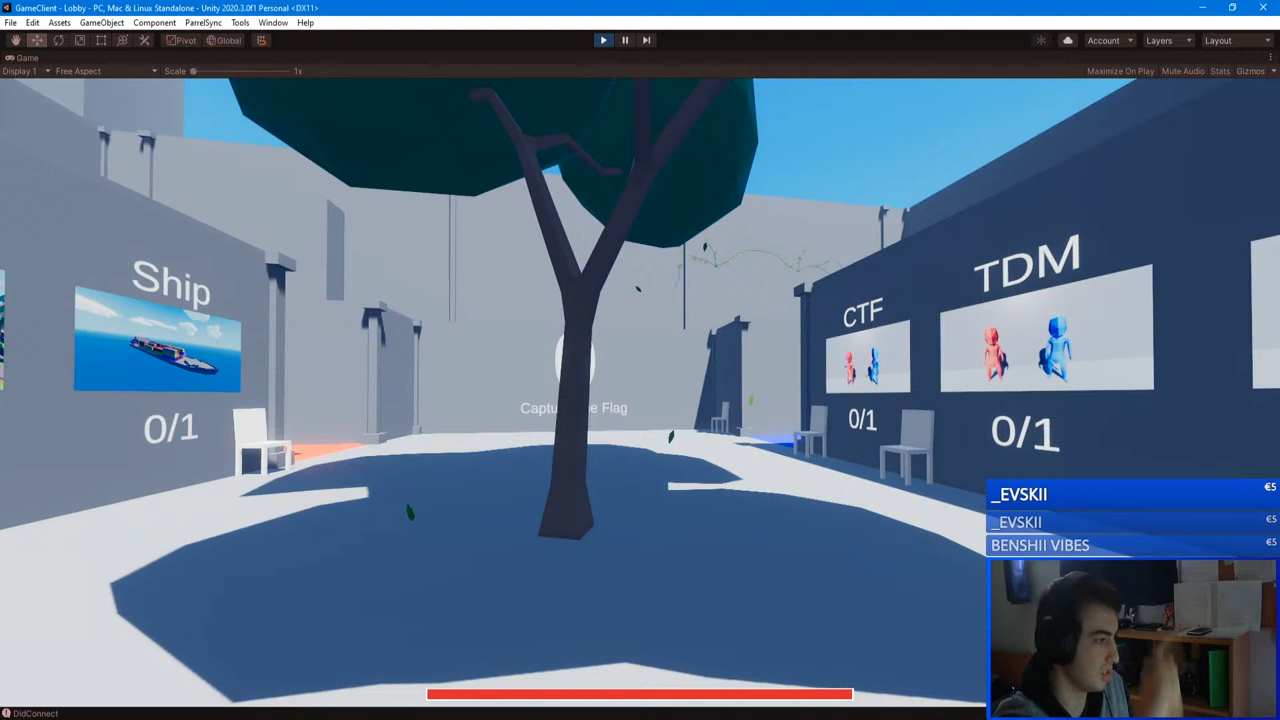 GameClient - Lobby - PC, Mac & Linux Standalone - Unity 2020.3.0f1 Personal <DX11>
File Edit Assets GameObject Component ParrelSync Tools Window Help
Pivot Global Account Layers Layout
Game
Display 1 Free Aspect Scale 1x Maximize On Play Mute Audio Stats Gizmos
Ship
0/1
CTF
0/1
TDM
0/1
_EVSKII €5
_EVSKII €5
BENSHII VIBES €5
DidConnect